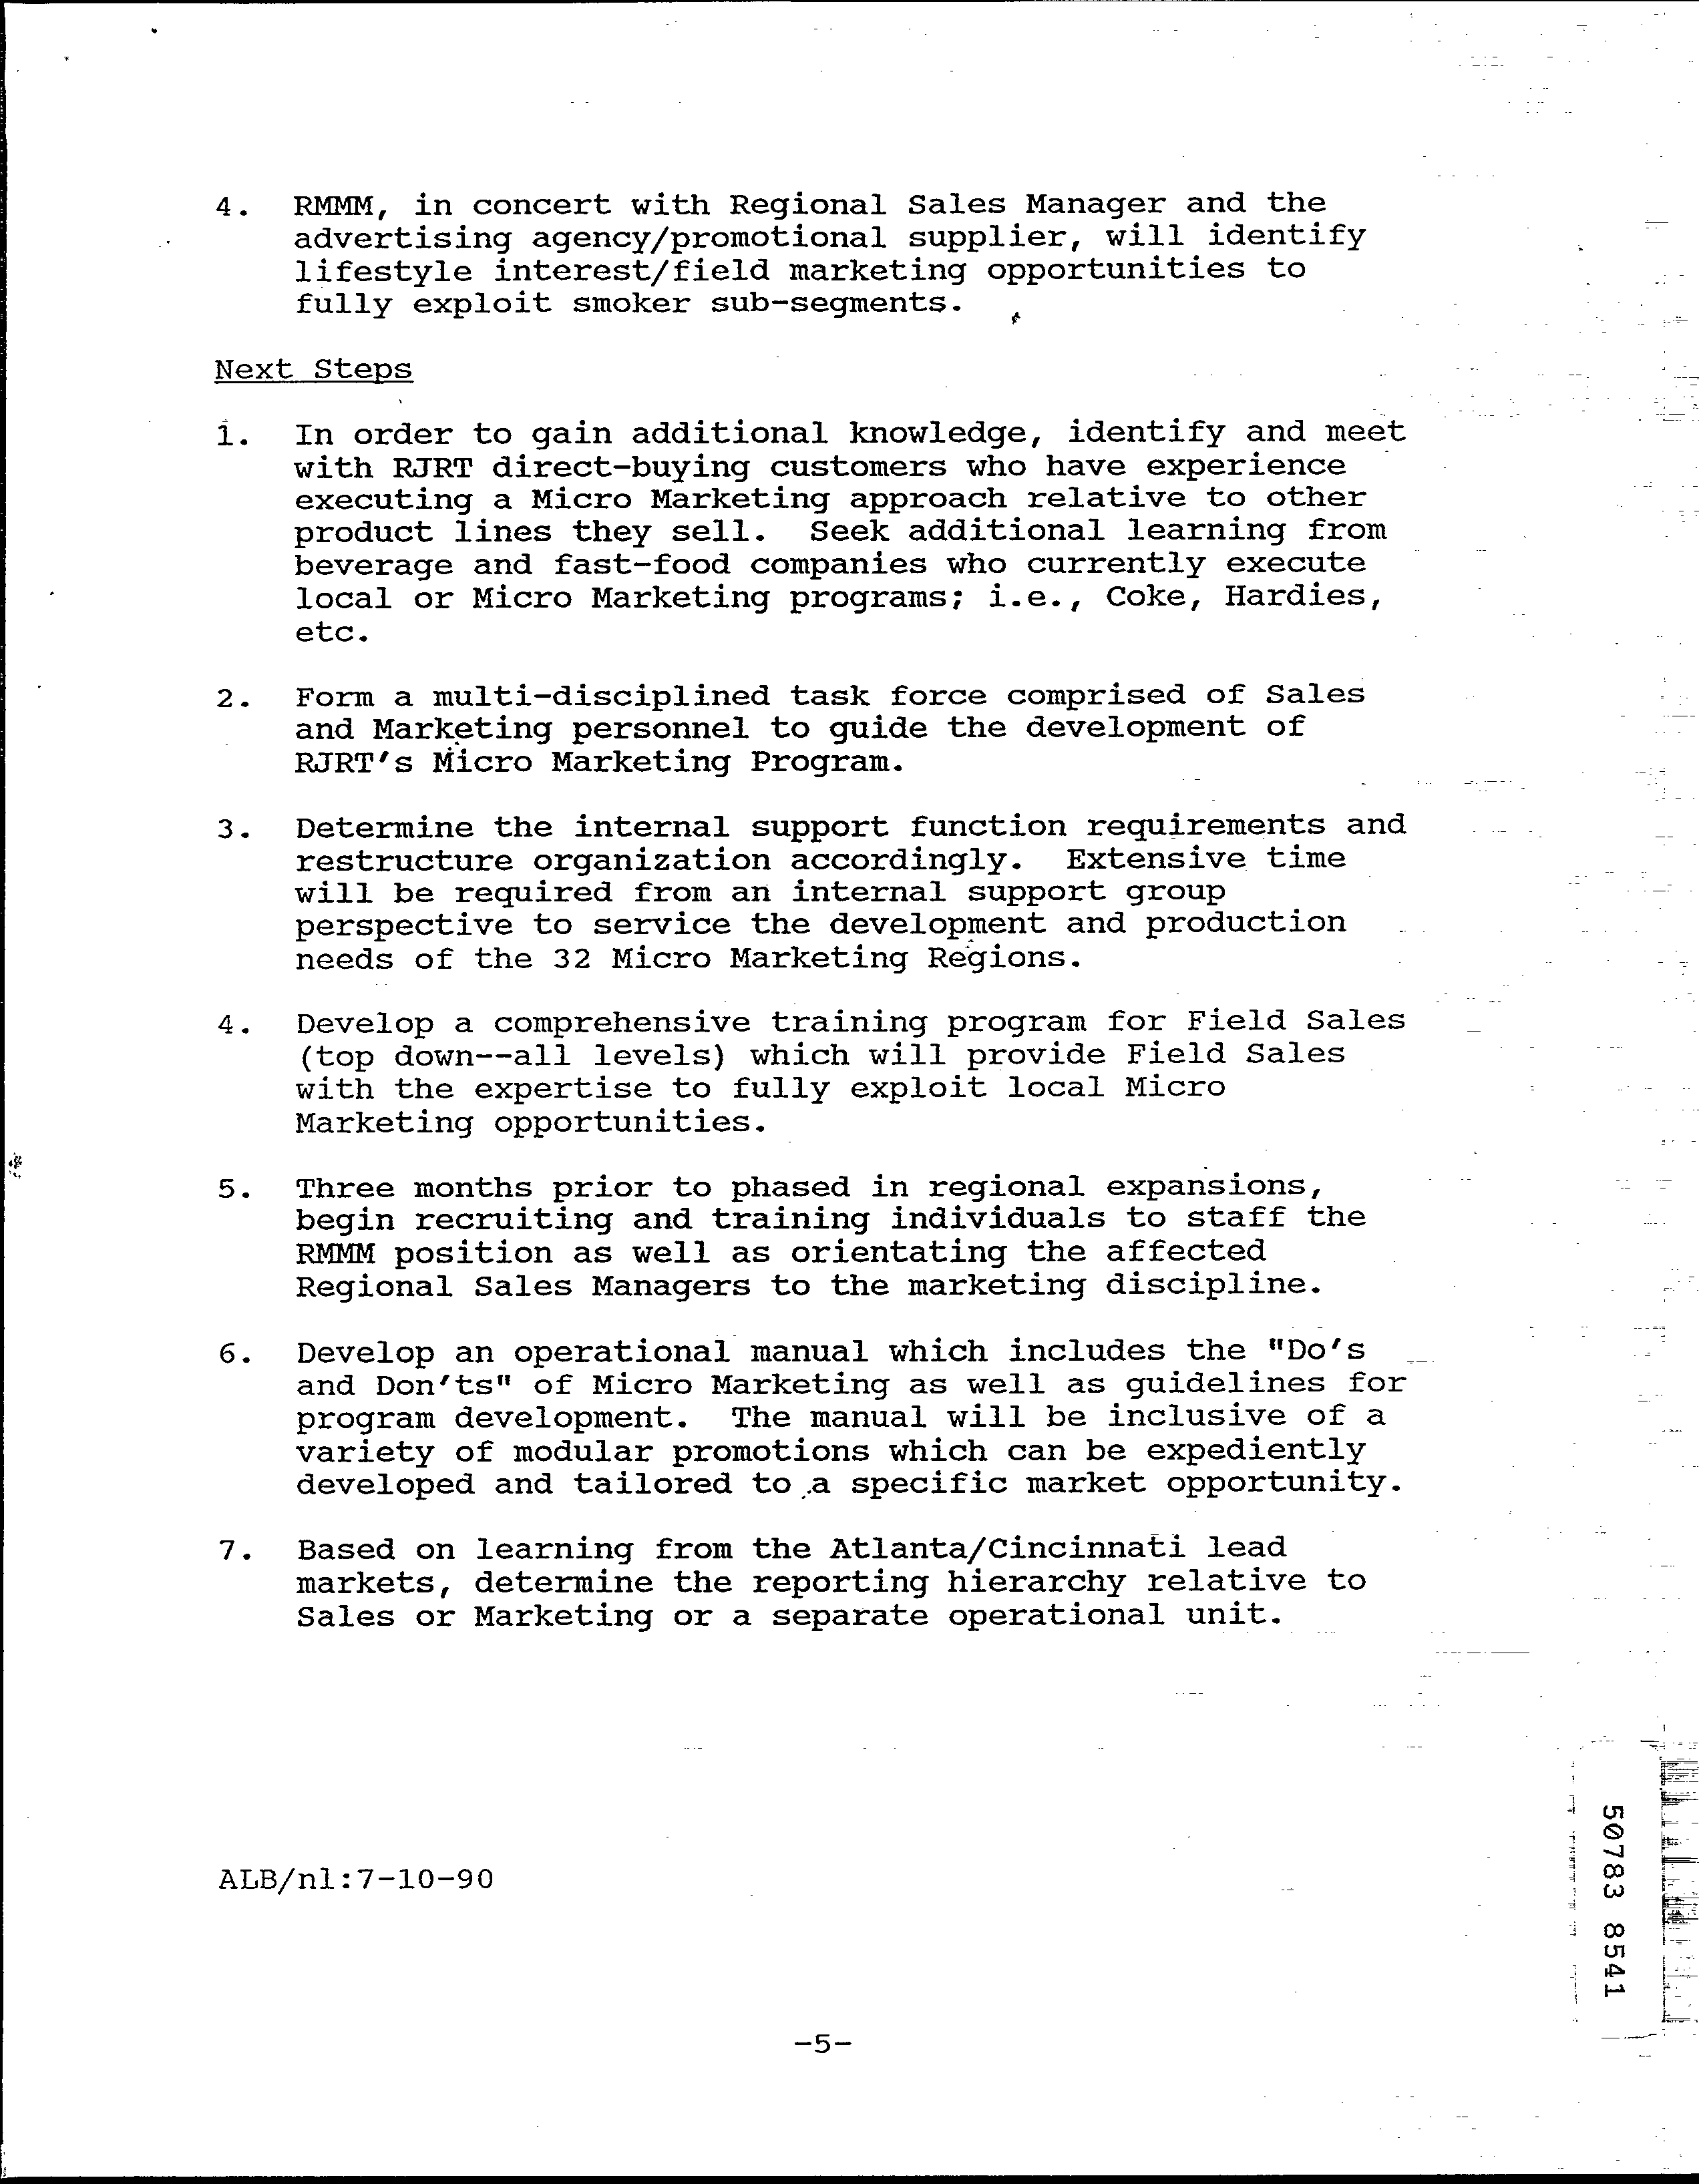 4. RMMM, in concert with Regional Sales Manager and the
advertising agency/promotional supplier, will identify
lifestyle interest/field marketing opportunities to
fully exploit smoker sub-segments.
Next Steps
1. In order to gain additional knowledge, identify and meet
with RJRT direct-buying customers who have experience
executing a Micro Marketing approach relative to other
product lines they sell. Seek additional learning from
beverage and fast-food companies who currently execute
local or Micro Marketing programs; i.e., Coke, Hardies,
etc.
2. Form a multi-disciplined task force comprised of Sales
and Marketing personnel to guide the development of
RJRT's Micro Marketing Program.
3. Determine the internal support function requirements and
restructure organization accordingly. Extensive time
will be required from an internal support group
perspective to service the development and production
needs of the 32 Micro Marketing Regions.
4. Develop a comprehensive training program for Field Sales
(top down--all levels) which will provide Field Sales
with the expertise to fully exploit local Micro
Marketing opportunities.
5. Three months prior to phased in regional expansions,
begin recruiting and training individuals to staff the
RMMM position as well as orientating the affected
Regional Sales Managers to the marketing discipline.
6. Develop an operational manual which includes the "Do's
and Don'ts" of Micro Marketing as well as guidelines for
program development. The manual will be inclusive of a
variety of modular promotions which can be expediently
developed and tailored to a specific market opportunity.
7. Based on learning from the Atlanta/Cincinnati lead
markets, determine the reporting hierarchy relative to
Sales or Marketing or a separate operational unit.
ALB/nl:7-10-90
-5-
50783 8541